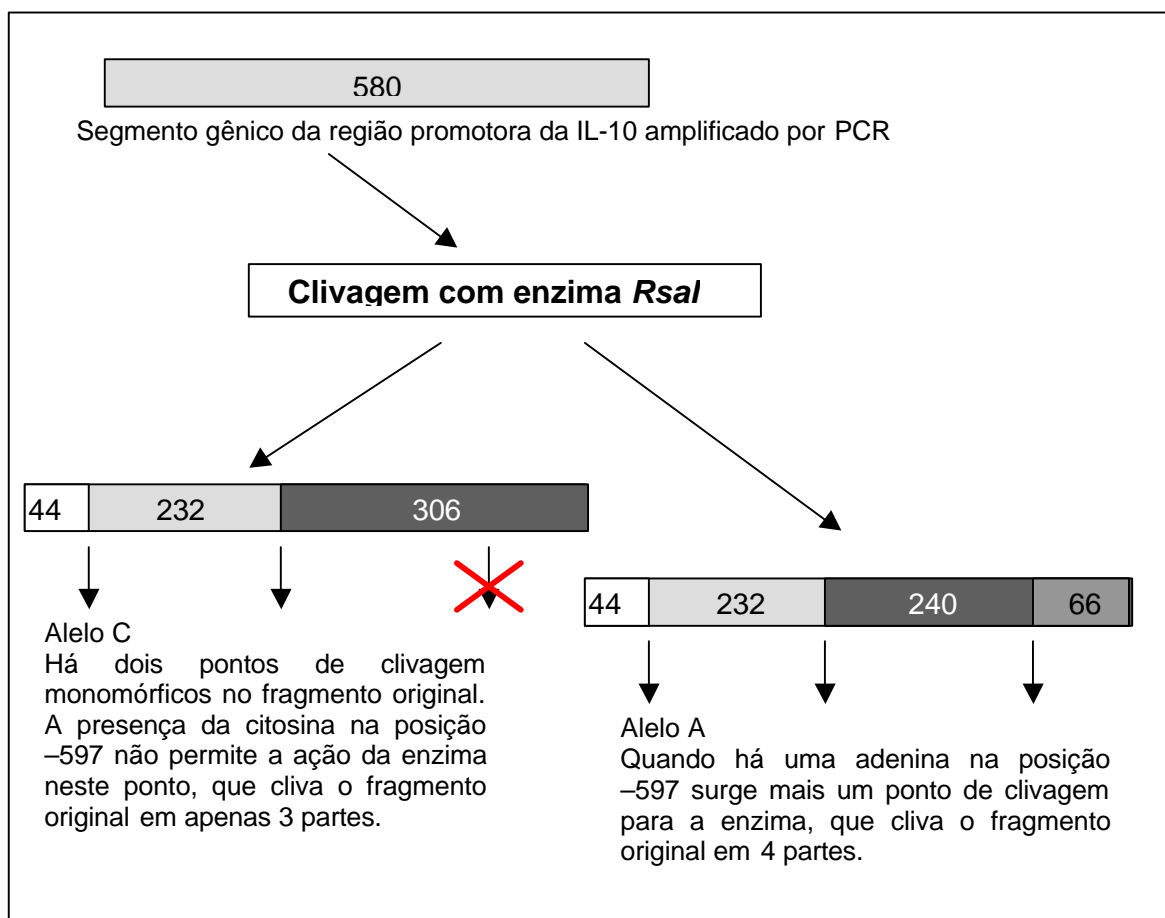 580
Segmento gênico da região promotora da IL-10 amplificado por PCR
Clivagem com enzima RsaI
44 232 306
44 232 240 66
Alelo C
Há dois pontos de clivagem
monomórficos no fragmento original.
A presença da citosina na posição
–597 não permite a ação da enzima
neste ponto, que cliva o fragmento
original em apenas 3 partes.
Alelo A
Quando há uma adenina na posição
–597 surge mais um ponto de clivagem
para a enzima, que cliva o fragmento
original em 4 partes.